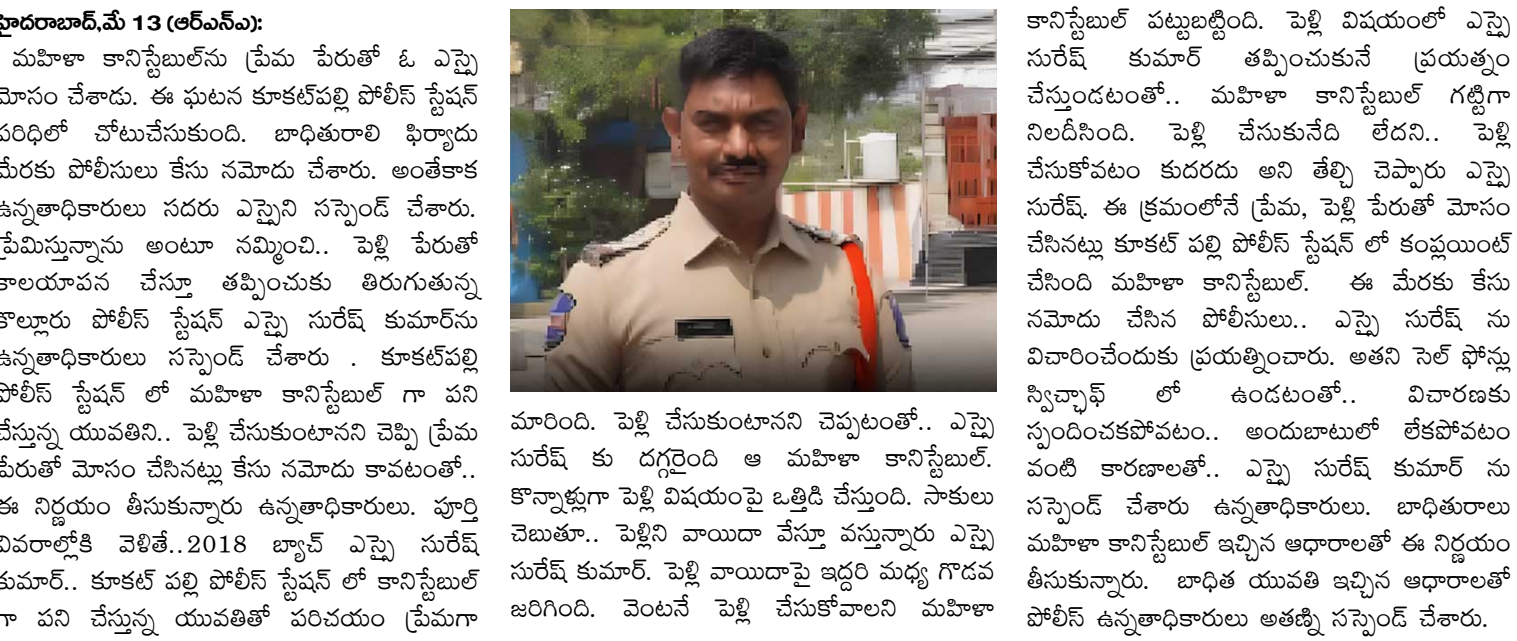 హైదరాబాద్,మే 13 (ఆర్ఎన్ఏ):
మహిళా కానిస్టేబుల్‌ను ప్రేమ పేరుతో ఓ ఎస్సై
మోసం చేశాడు. ఈ ఘటన కూకట్‌పల్లి పోలీస్ స్టేషన్
పరిధిలో చోటుచేసుకుంది. బాధితురాలి ఫిర్యాదు
మేరకు పోలీసులు కేసు నమోదు చేశారు. అంతేకాక
ఉన్నతాధికారులు సదరు ఎస్సైని సస్పెండ్ చేశారు.
ప్రేమిస్తున్నాను అంటూ నమ్మించి.. పెళ్లి పేరుతో
కాలయాపన చేస్తూ తప్పించుకు తిరుగుతున్న
కొల్లూరు పోలీస్ స్టేషన్ ఎస్సై సురేష్ కుమార్‌ను
ఉన్నతాధికారులు సస్పెండ్ చేశారు . కూకట్‌పల్లి
పోలీస్ స్టేషన్ లో మహిళా కానిస్టేబుల్ గా పని
చేస్తున్న యువతిని.. పెళ్లి చేసుకుంటానని చెప్పి ప్రేమ
పేరుతో మోసం చేసినట్లు కేసు నమోదు కావటంతో..
ఈ నిర్ణయం తీసుకున్నారు ఉన్నతాధికారులు. పూర్తి
వివరాల్లోకి వెళితే..2018 బ్యాచ్ ఎస్సై సురేష్
కుమార్.. కూకట్ పల్లి పోలీస్ స్టేషన్ లో కానిస్టేబుల్
గా పని చేస్తున్న యువతితో పరిచయం ప్రేమగా
మారింది. పెళ్లి చేసుకుంటానని చెప్పటంతో.. ఎస్సై
సురేష్ కు దగ్గరైంది ఆ మహిళా కానిస్టేబుల్.
కొన్నాళ్లుగా పెళ్లి విషయంపై ఒత్తిడి చేస్తుంది. సాకులు
చెబుతూ.. పెళ్లిని వాయిదా వేస్తూ వస్తున్నారు ఎస్సై
సురేష్ కుమార్. పెళ్లి వాయిదాపై ఇద్దరి మధ్య గొడవ
జరిగింది. వెంటనే పెళ్లి చేసుకోవాలని మహిళా
కానిస్టేబుల్ పట్టుబట్టింది. పెళ్లి విషయంలో ఎస్సై
సురేష్ కుమార్ తప్పించుకునే ప్రయత్నం
చేస్తుండటంతో.. మహిళా కానిస్టేబుల్ గట్టిగా
నిలదీసింది. పెళ్లి చేసుకునేది లేదని.. పెళ్లి
చేసుకోవటం కుదరదు అని తేల్చి చెప్పారు ఎస్సై
సురేష్. ఈ క్రమంలోనే ప్రేమ, పెళ్లి పేరుతో మోసం
చేసినట్లు కూకట్ పల్లి పోలీస్ స్టేషన్ లో కంప్లయింట్
చేసింది మహిళా కానిస్టేబుల్. ఈ మేరకు కేసు
నమోదు చేసిన పోలీసులు.. ఎస్సై సురేష్ ను
విచారించేందుకు ప్రయత్నించారు. అతని సెల్ ఫోన్లు
స్విచ్చాఫ్ లో ఉండటంతో.. విచారణకు
స్పందించకపోవటం.. అందుబాటులో లేకపోవటం
వంటి కారణాలతో.. ఎస్సై సురేష్ కుమార్ ను
సస్పెండ్ చేశారు ఉన్నతాధికారులు. బాధితురాలు
మహిళా కానిస్టేబుల్ ఇచ్చిన ఆధారాలతో ఈ నిర్ణయం
తీసుకున్నారు. బాధిత యువతి ఇచ్చిన ఆధారాలతో
పోలీస్ ఉన్నతాధికారులు అతణ్ని సస్పెండ్ చేశారు.